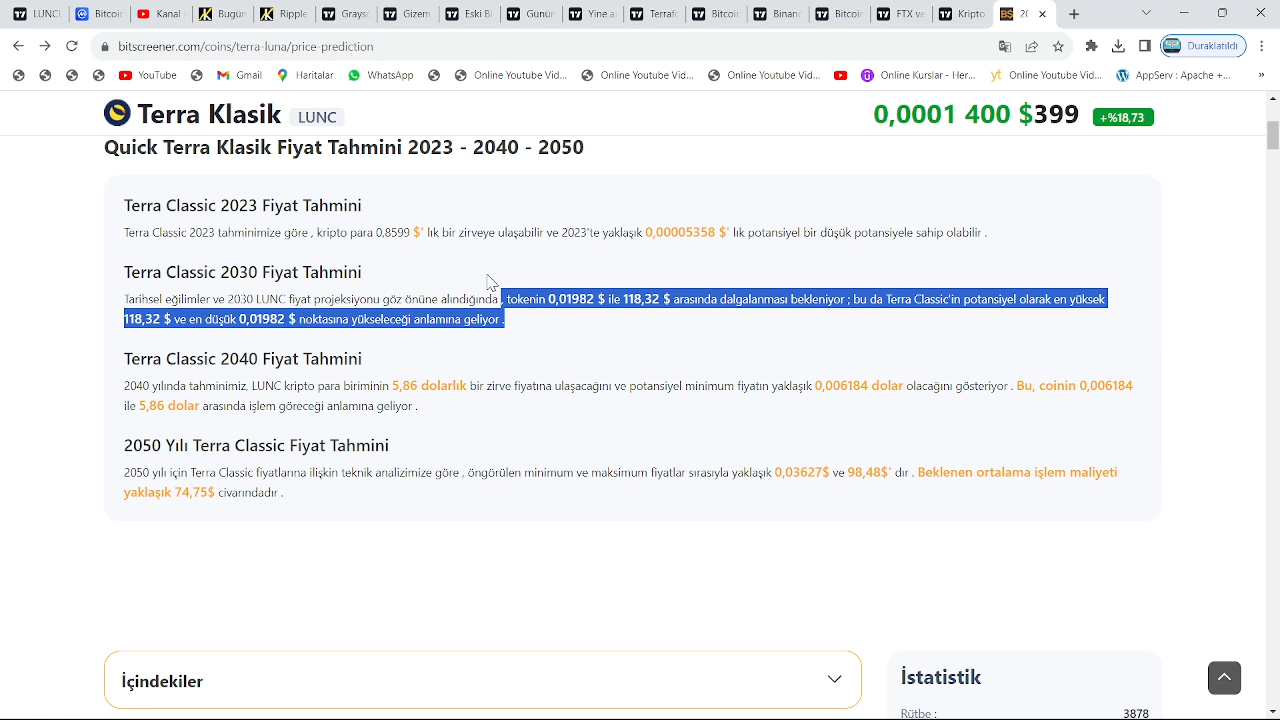 LUNC
Bitcoi
Kanal
Bugün
Ripp
Grays
Gizem
Eski Bi
Günü
Yine a
Terraf
Bitco
Binanc
Bitcoi
FTX ve
Kripto
bitscreener.com/coins/terra-luna/price-prediction
Duraklatıldı
YouTube
Gmail
Haritalar
WhatsApp
Online Youtube Vid...
Online Youtube Vid...
Online Youtube Vid...
Online Kurslar - Her...
Online Youtube Vid...
AppServ : Apache +...
Terra Klasik LUNC
0,0001 400 $399 +%18,73
Quick Terra Klasik Fiyat Tahmini 2023 - 2040 - 2050
Terra Classic 2023 Fiyat Tahmini
Terra Classic 2023 tahminimize göre , kripto para 0,8599 $' lık bir zirveye ulaşabilir ve 2023'te yaklaşık 0,00005358 $' lık potansiyel bir düşük potansiyele sahip olabilir .
Terra Classic 2030 Fiyat Tahmini
Tarihsel eğilimler ve 2030 LUNC fiyat projeksiyonu göz önüne alındığında , tokenin 0,01982 $ ile 118,32 $ arasında dalgalanması bekleniyor ; bu da Terra Classic'in potansiyel olarak en yüksek
118,32 $ ve en düşük 0,01982 $ noktasına yükseleceği anlamına geliyor .
Terra Classic 2040 Fiyat Tahmini
2040 yılında tahminimiz, LUNC kripto para biriminin 5,86 dolarlık bir zirve fiyatına ulaşacağını ve potansiyel minimum fiyatın yaklaşık 0,006184 dolar olacağını gösteriyor . Bu, coinin 0,006184
ile 5,86 dolar arasında işlem göreceği anlamına geliyor .
2050 Yılı Terra Classic Fiyat Tahmini
2050 yılı için Terra Classic fiyatlarına ilişkin teknik analizimize göre , öngörülen minimum ve maksimum fiyatlar sırasıyla yaklaşık 0,03627$ ve 98,48$' dır . Beklenen ortalama işlem maliyeti
yaklaşık 74,75$ civarındadır .
İçindekiler
İstatistik
Rütbe : 3878